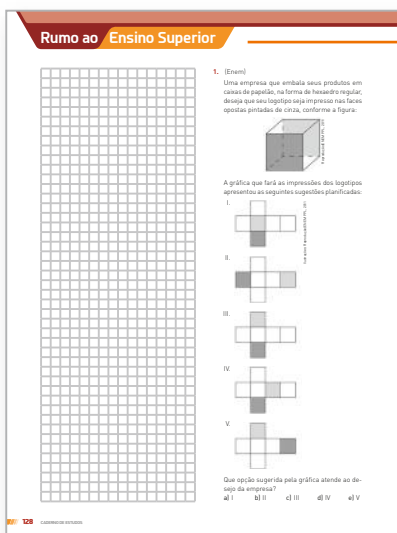 Rumo ao Ensino Superior
1. (Enem)
Uma empresa que embala seus produtos em
caixas de papelão, na forma de hexaedro regular,
deseja que seu logotipo seja impresso nas faces
opostas pintadas de cinza, conforme a figura:
A gráfica que fará as impressões dos logotipos
apresentou as seguintes sugestões planificadas:
I.
II.
III.
IV.
V.
Que opção sugerida pela gráfica atende ao de-
sejo da empresa?
a) I b) II c) III d) IV e) V
128 CADERNO DE ESTUDOS